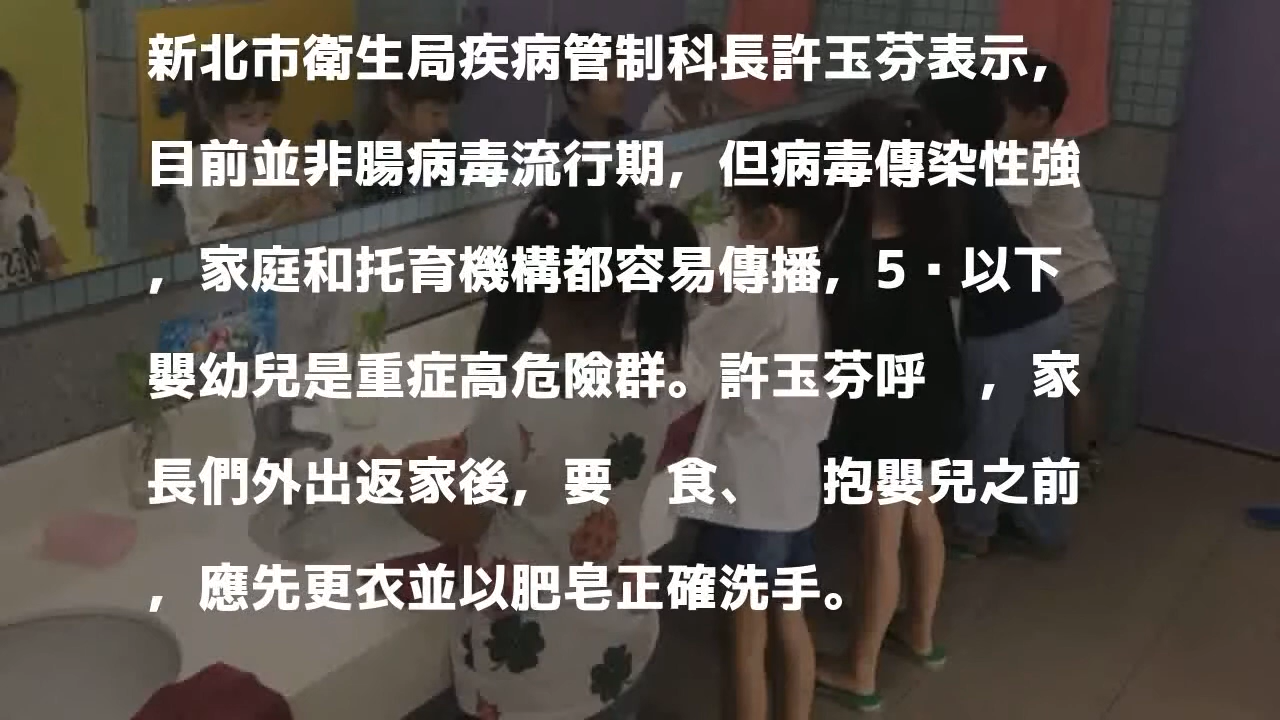 新北市衛生局疾病管制科長許玉芬表示,
目前並非腸病毒流行期, 但病毒傳染性強
, 家庭和托育機構都容易傳播, 5▪以下
嬰幼兒是重症高危險群。許玉芬呼　, 家
長們外出返家後, 要　食、　抱嬰兒之前
, 應先更衣並以肥皂正確洗手。